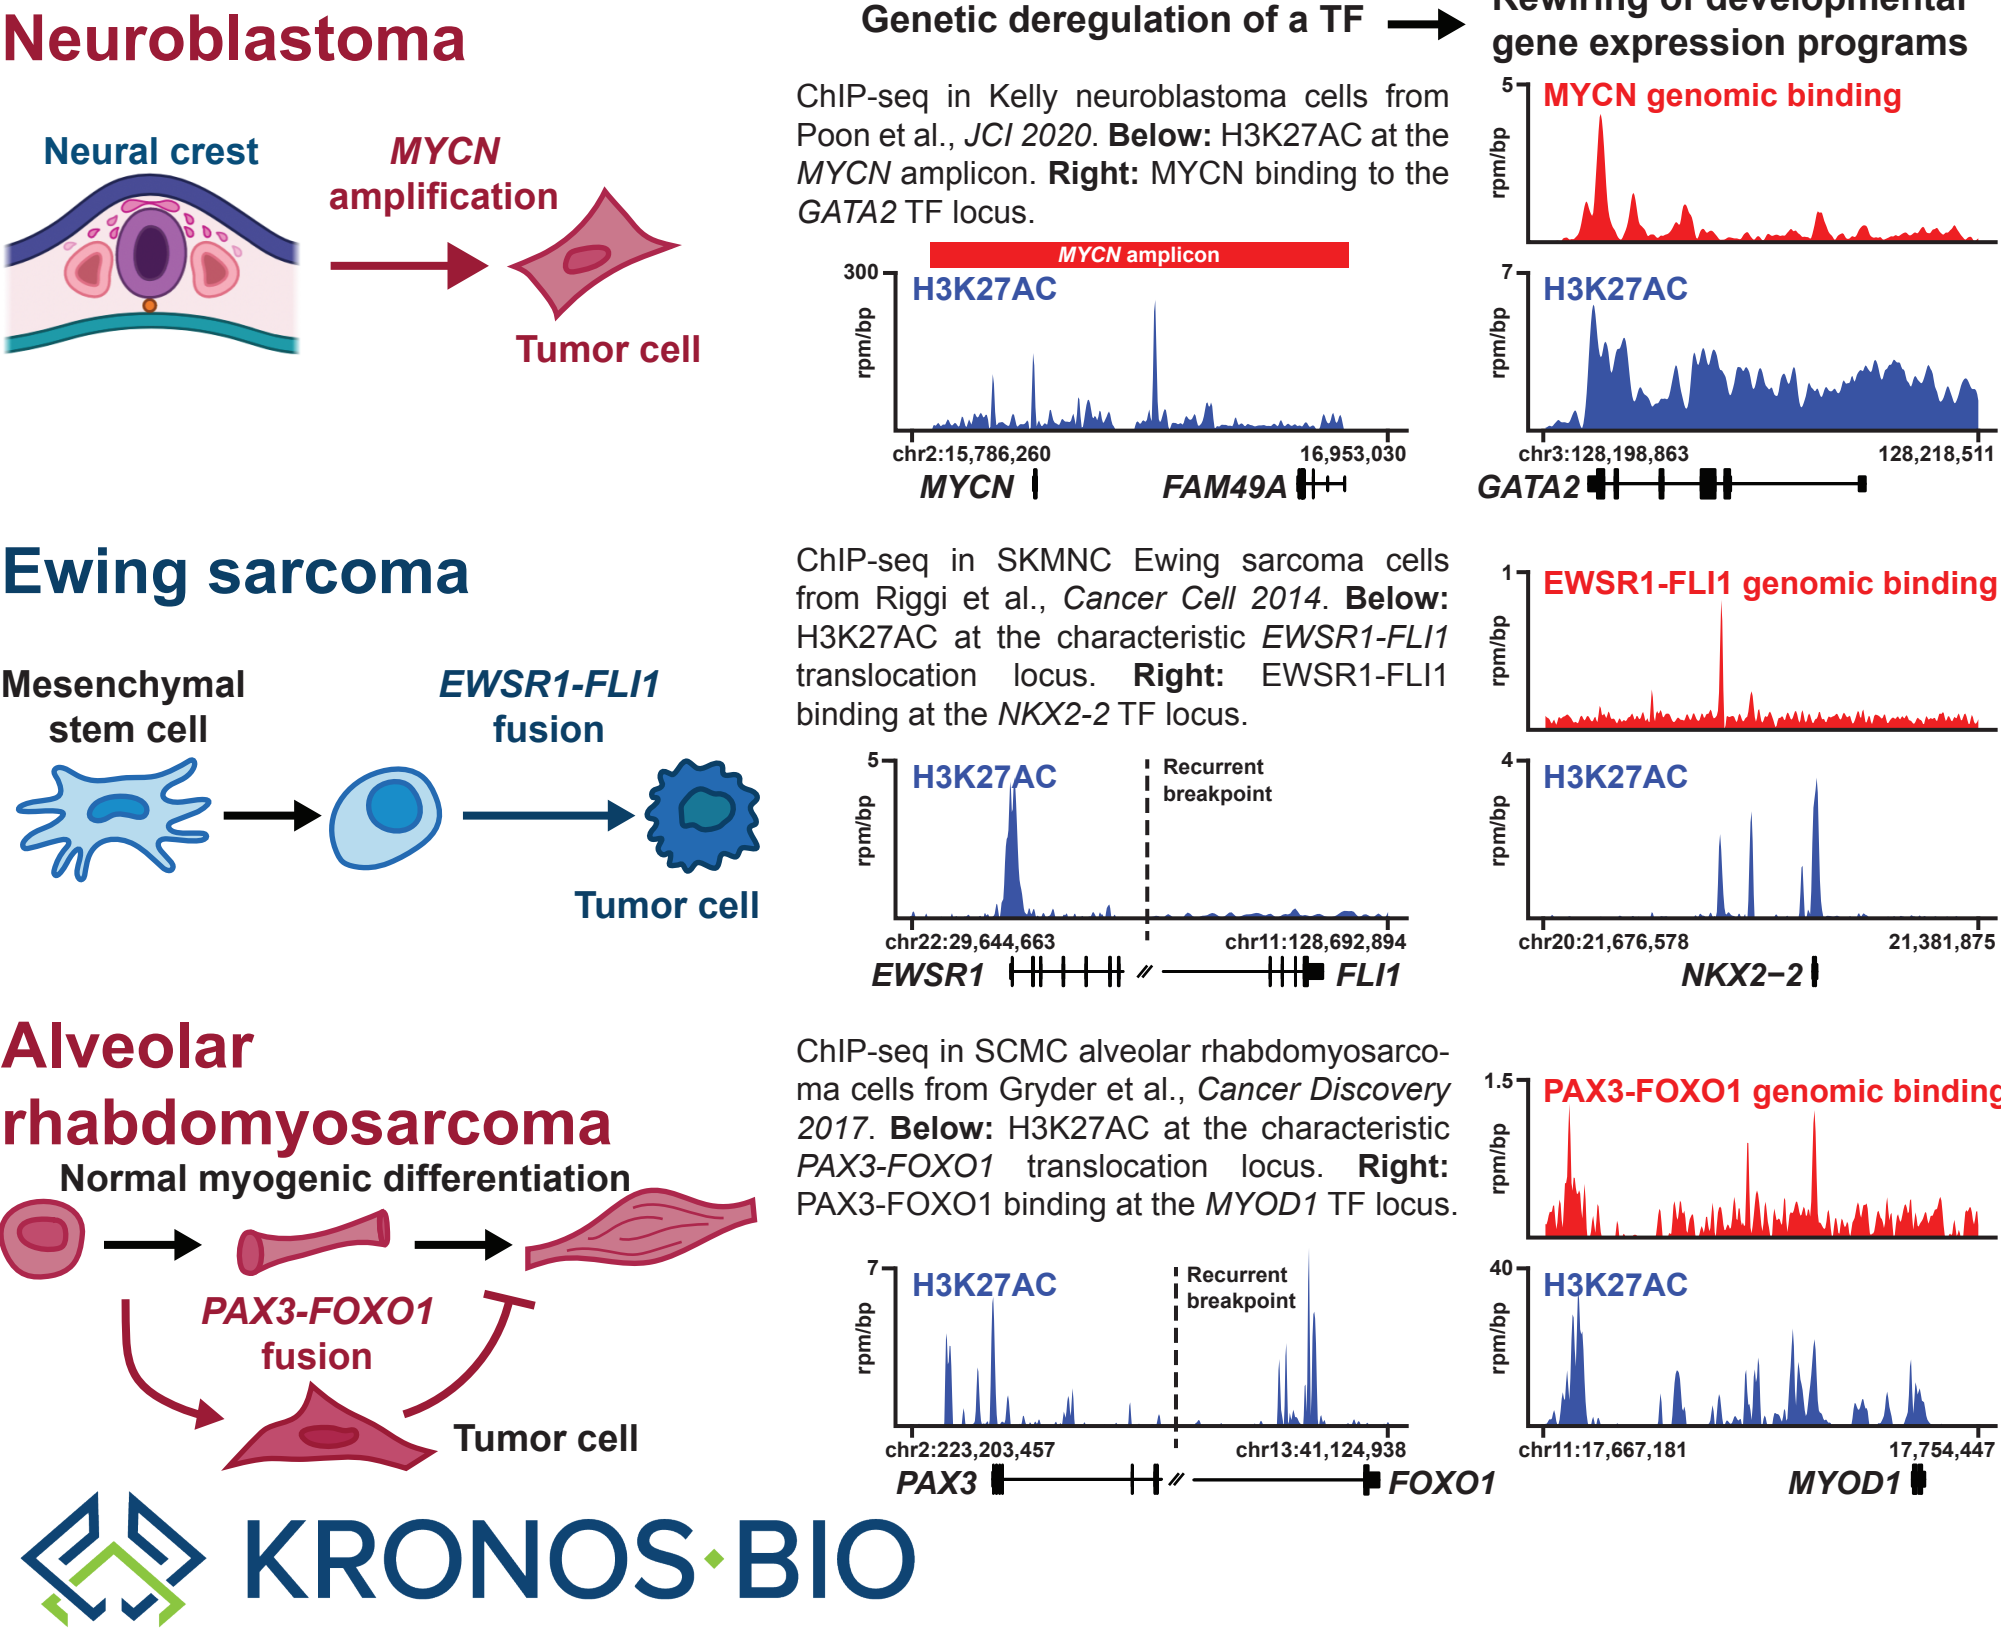 Neuroblastoma
Neural crest
MYCN
amplification
Tumor cell
Genetic deregulation of a TF
Rewiring of developmental
gene expression programs
ChIP-seq in Kelly neuroblastoma cells from
Poon et al., JCI 2020. Below: H3K27AC at the
MYCN amplicon. Right: MYCN binding to the
GATA2 TF locus.
MYCN amplicon
300
H3K27AC
rpm/bp
chr2:15,786,260
16,953,030
MYCN
FAM49A
5
MYCN genomic binding
rpm/bp
7
H3K27AC
rpm/bp
chr3:128,198,863
128,218,511
GATA2
Ewing sarcoma
Mesenchymal
stem cell
EWSR1-FLI1
fusion
Tumor cell
ChIP-seq in SKMNC Ewing sarcoma cells
from Riggi et al., Cancer Cell 2014. Below:
H3K27AC at the characteristic EWSR1-FLI1
translocation locus. Right: EWSR1-FLI1
binding at the NKX2-2 TF locus.
5
H3K27AC
rpm/bp
Recurrent
breakpoint
chr22:29,644,663
chr11:128,692,894
EWSR1
//
FLI1
1
EWSR1-FLI1 genomic binding
rpm/bp
4
H3K27AC
rpm/bp
chr20:21,676,578
21,381,875
NKX2−2
Alveolar
rhabdomyosarcoma
Normal myogenic differentiation
PAX3-FOXO1
fusion
Tumor cell
ChIP-seq in SCMC alveolar rhabdomyosarco-
ma cells from Gryder et al., Cancer Discovery
2017. Below: H3K27AC at the characteristic
PAX3-FOXO1 translocation locus. Right:
PAX3-FOXO1 binding at the MYOD1 TF locus.
7
H3K27AC
rpm/bp
Recurrent
breakpoint
chr2:223,203,457
chr13:41,124,938
PAX3
//
FOXO1
1.5
PAX3-FOXO1 genomic binding
rpm/bp
40
H3K27AC
rpm/bp
chr11:17,667,181
17,754,447
MYOD1
KRONOS·BIO